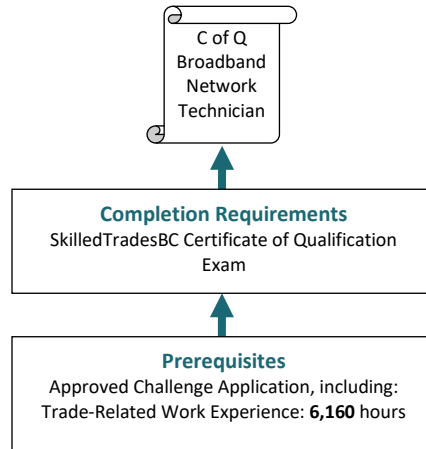 C of Q
Broadband
Network
Technician
Completion Requirements
SkilledTradesBC Certificate of Qualification
Exam
Prerequisites
Approved Challenge Application, including:
Trade-Related Work Experience: 6,160 hours